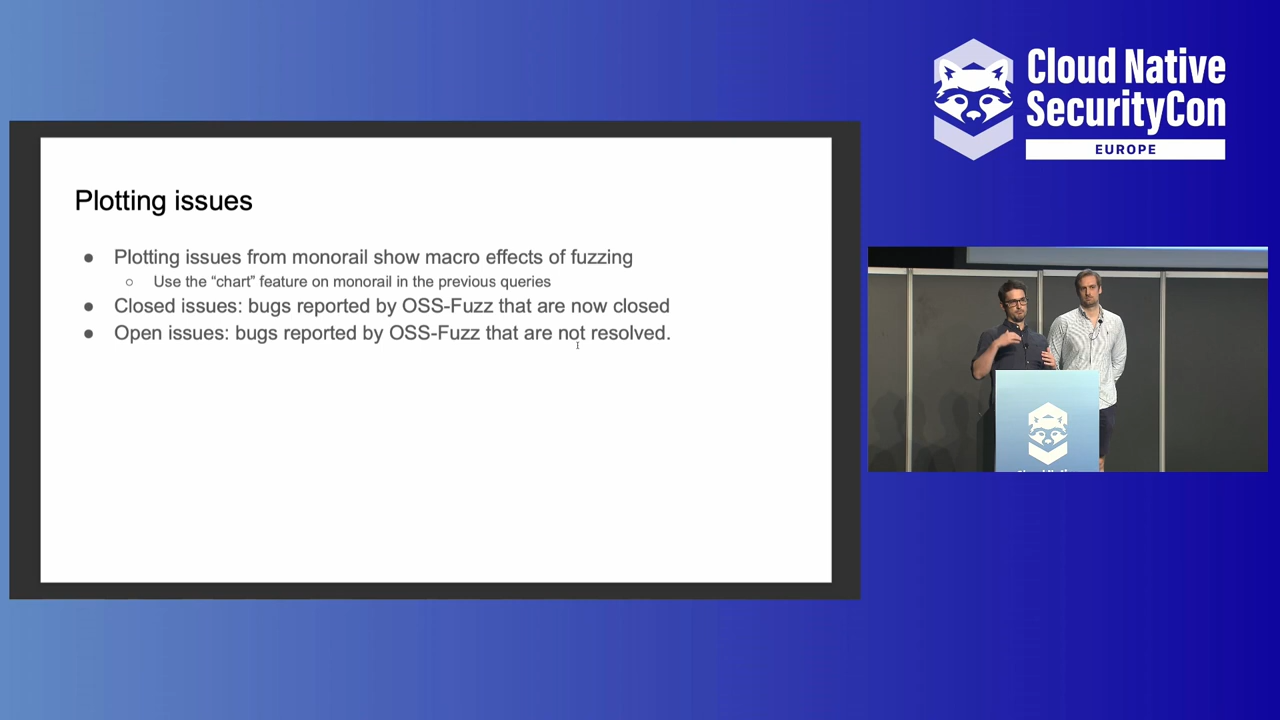 Cloud Native
SecurityCon
EUROPE
Plotting issues
● Plotting issues from monorail show macro effects of fuzzing
○ Use the “chart” feature on monorail in the previous queries
● Closed issues: bugs reported by OSS-Fuzz that are now closed
● Open issues: bugs reported by OSS-Fuzz that are not resolved.